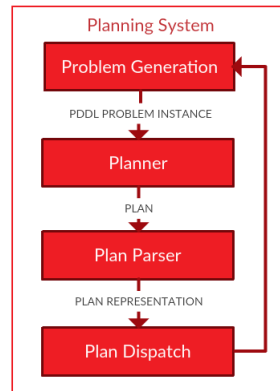 Planning System
Problem Generation
PDDL PROBLEM INSTANCE
Planner
PLAN
Plan Parser
PLAN REPRESENTATION
Plan Dispatch